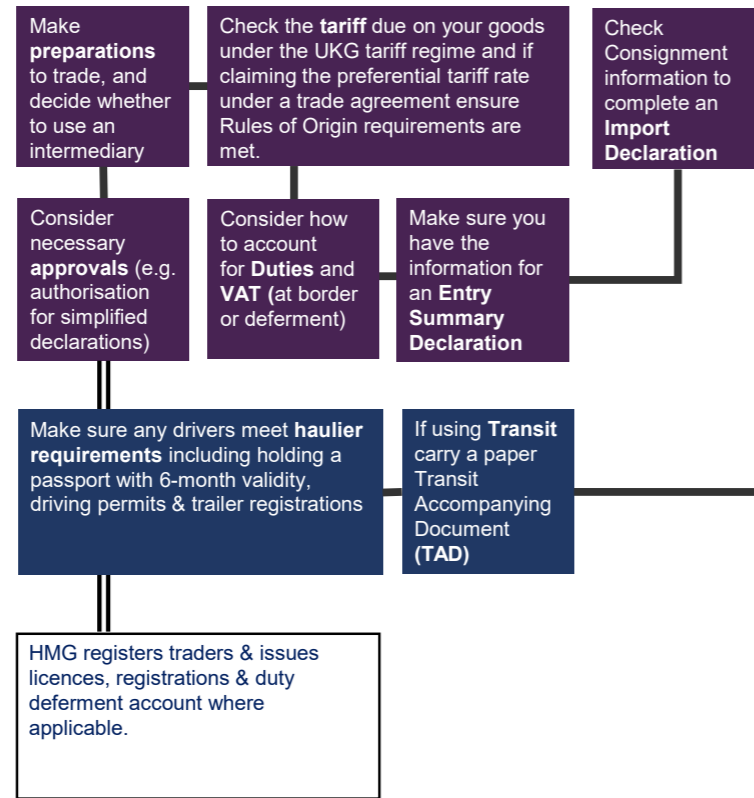 Make
preparations
to trade, and
decide whether
to use an
intermediary
Check the tariff due on your goods
under the UKG tariff regime and if
claiming the preferential tariff rate
under a trade agreement ensure
Rules of Origin requirements are
met.
Check
Consignment
information to
complete an
Import
Declaration
Consider
necessary
approvals (e.g.
authorisation
for simplified
declarations)
Consider how
to account
for Duties and
VAT (at border
or deferment)
Make sure you
have the
information for
an Entry
Summary
Declaration
Make sure any drivers meet haulier
requirements including holding a
passport with 6-month validity,
driving permits & trailer registrations
If using Transit
carry a paper
Transit
Accompanying
Document
(TAD)
HMG registers traders & issues
licences, registrations & duty
deferment account where
applicable.